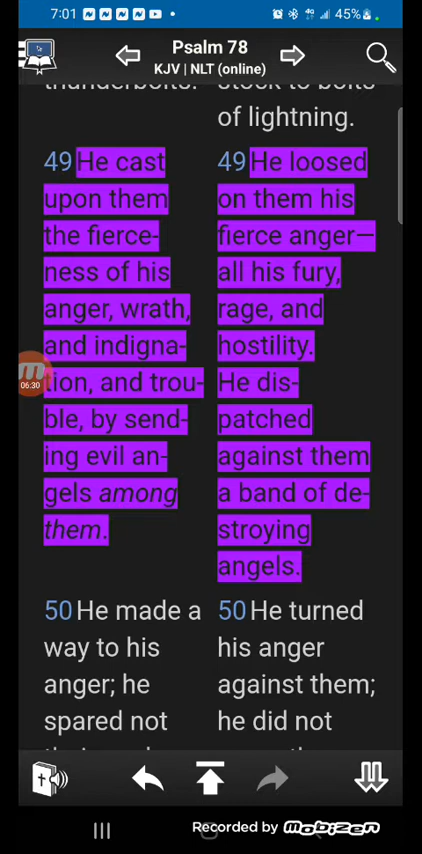 7:01
45%
Psalm 78
KJV | NLT (online)
thunderbolts.
stock to bolts
of lightning.
49 He cast
upon them
the fierce-
ness of his
anger, wrath,
and indigna-
tion, and trou-
ble, by send-
ing evil an-
gels among
them.
49 He loosed
on them his
fierce anger—
all his fury,
rage, and
hostility.
He dis-
patched
against them
a band of de-
stroying
angels.
06:30
50 He made a
way to his
anger; he
spared not
50 He turned
his anger
against them;
he did not
Recorded by MOBIZEN